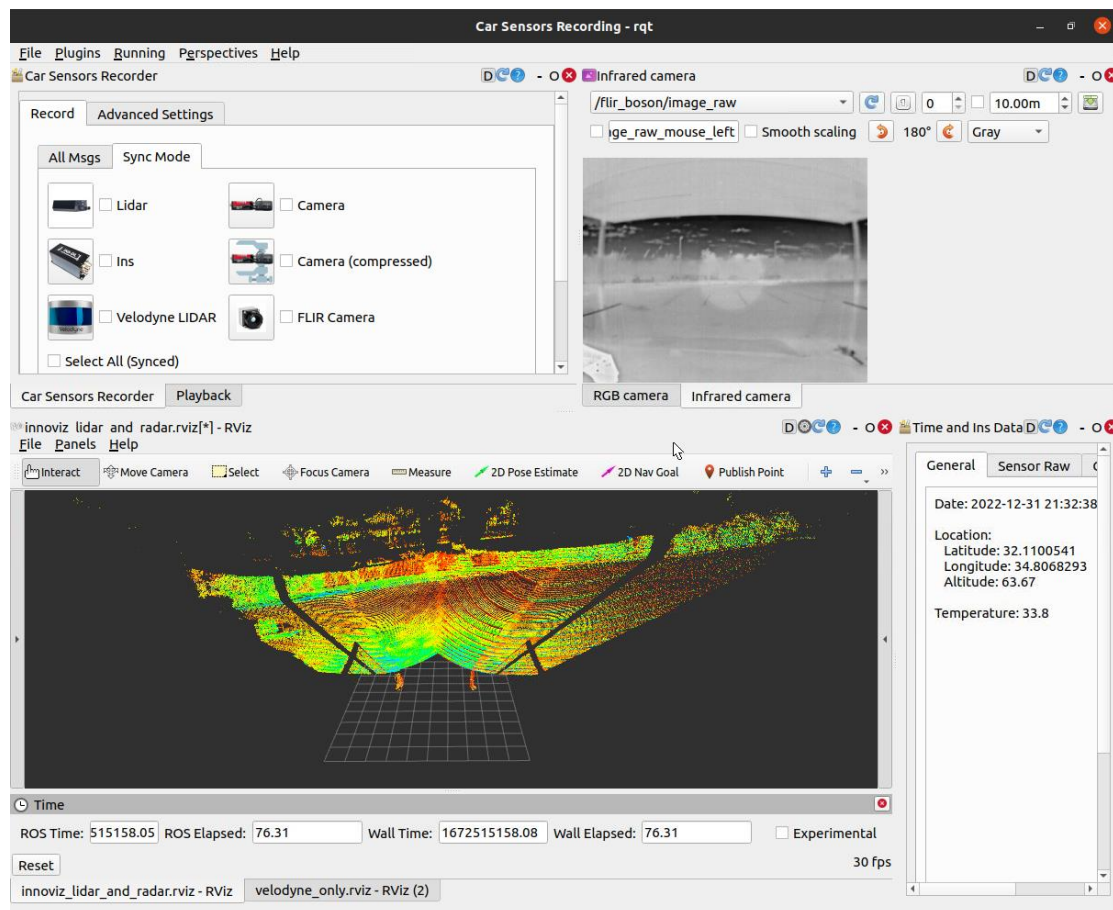 Car Sensors Recording - rqt
File Plugins Running Perspectives Help
Car Sensors Recorder
D
- O
Record Advanced Settings
All Msgs Sync Mode
Lidar Camera
Ins Camera (compressed)
Velodyne LIDAR FLIR Camera
Select All (Synced)
Car Sensors Recorder Playback
Infrared camera
D
- O
/flir_boson/image_raw 0 10.00m
ge_raw_mouse_left Smooth scaling 180° Gray
RGB camera Infrared camera
innoviz_lidar_and_radar.rviz[*] - RViz
D
- O
File Panels Help
Interact Move Camera Select Focus Camera Measure 2D Pose Estimate 2D Nav Goal Publish Point
Time
ROS Time: 515158.05 ROS Elapsed: 76.31 Wall Time: 1672515158.08 Wall Elapsed: 76.31 Experimental
Reset 30 fps
innoviz_lidar_and_radar.rviz - RViz velodyne_only.rviz - RViz (2)
Time and Ins Data
D
- O
General Sensor Raw
Date: 2022-12-31 21:32:38
Location:
Latitude: 32.1100541
Longitude: 34.8068293
Altitude: 63.67
Temperature: 33.8